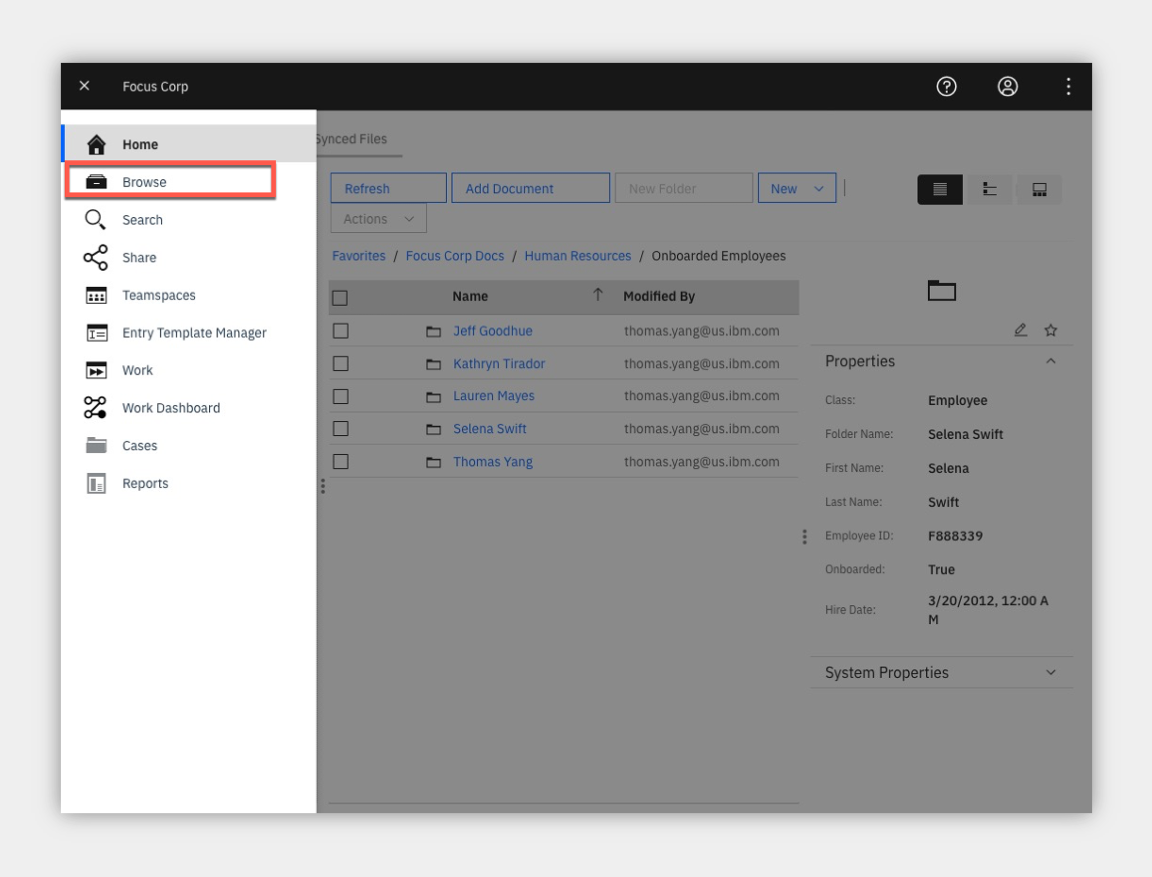 Focus Corp
Home
Browse
Search
Share
Teamspaces
Entry Template Manager
Work
Work Dashboard
Cases
Reports
Synced Files
Refresh Add Document New Folder New
Actions
Favorites / Focus Corp Docs / Human Resources / Onboarded Employees
Name Modified By
Jeff Goodhue thomas.yang@us.ibm.com
Kathryn Tirador thomas.yang@us.ibm.com
Lauren Mayes thomas.yang@us.ibm.com
Selena Swift thomas.yang@us.ibm.com
Thomas Yang thomas.yang@us.ibm.com
Properties
Class: Employee
Folder Name: Selena Swift
First Name: Selena
Last Name: Swift
Employee ID: F888339
Onboarded: True
Hire Date: 3/20/2012, 12:00 A
M
System Properties